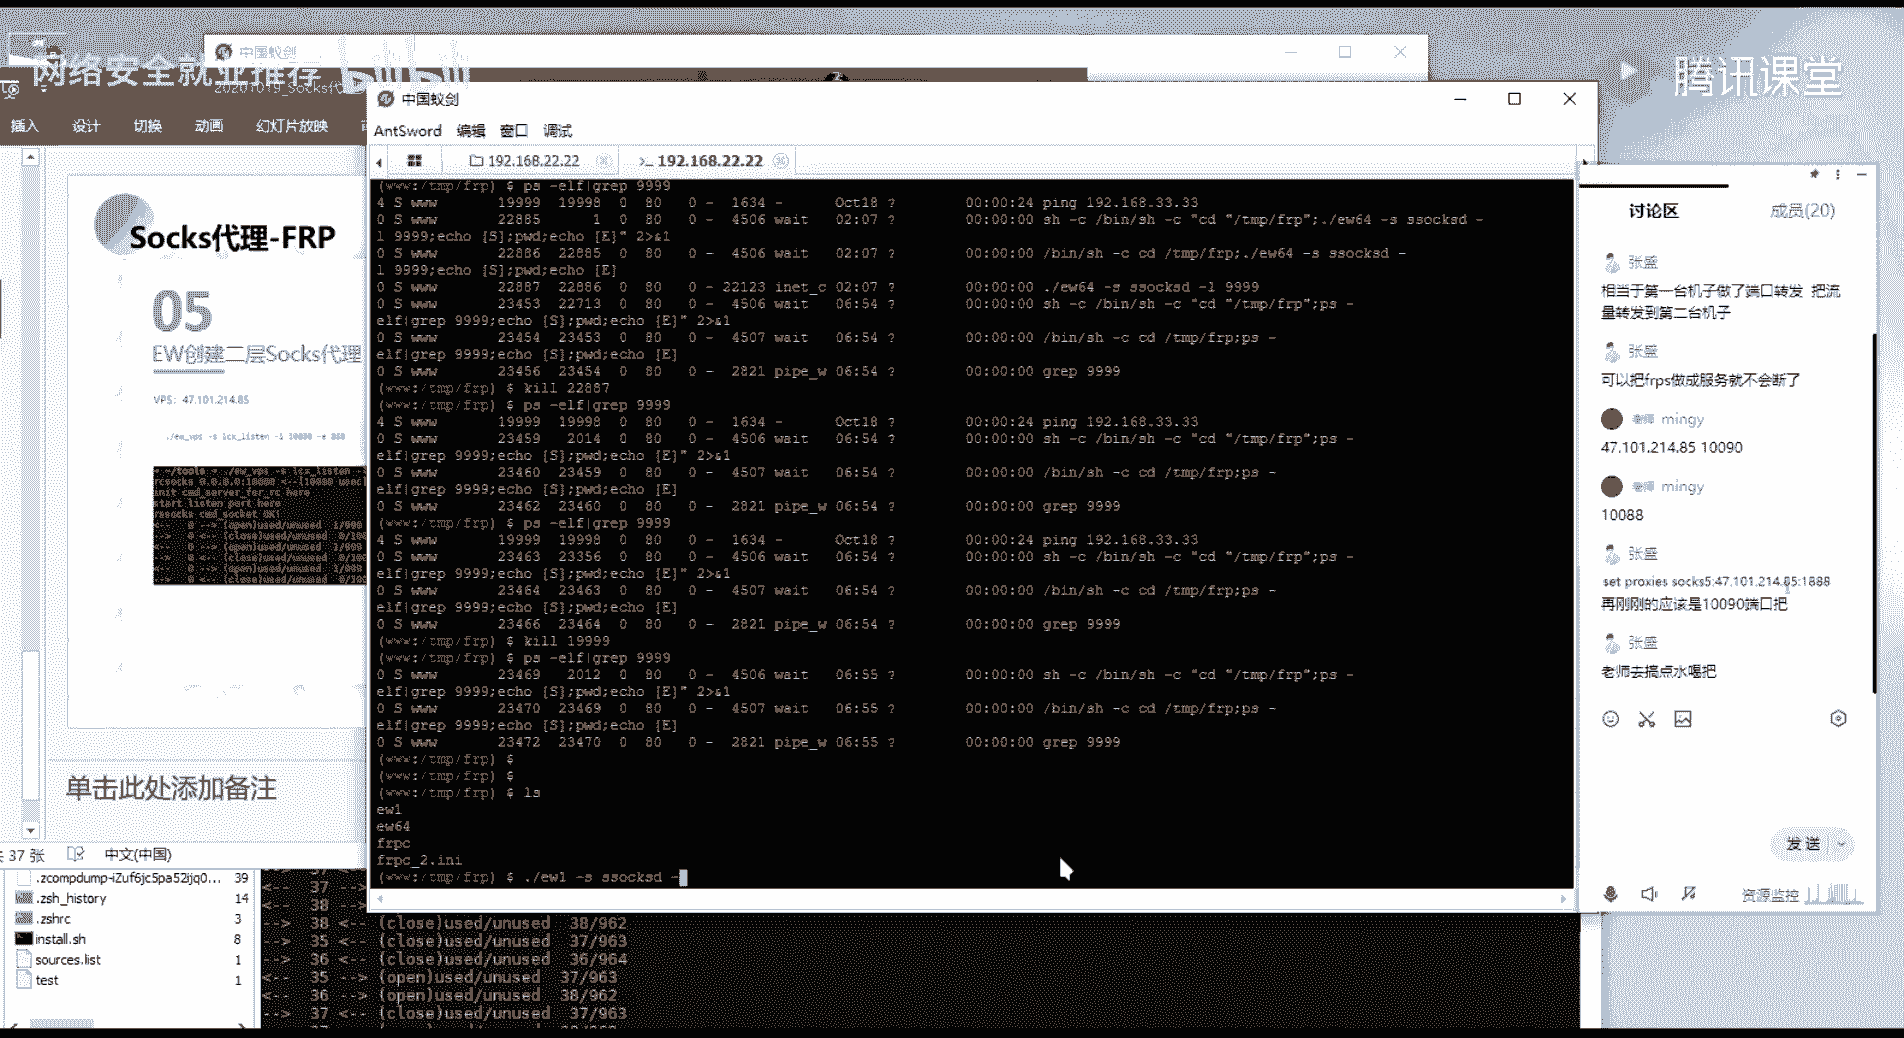 网络安全就业推荐
bilibili
腾讯课堂
中国蚁剑
20201019_Socks代
插入 设计 切换 动画 幻灯片放映
Socks代理-FRP
05
EW创建二层Socks代理
VPS: 47.101.214.85
./ew_vps -s lcx_listen -l 10080 -e 888
单击此处添加备注
37 张 中文(中国)
中国蚁剑
AntSword 编辑 窗口 调试
192.168.22.22
>_ 192.168.22.22
(www:/tmp/frp) $ ps -elf|grep 9999
4 S www 19999 19998 0 80 0 - 1634 - Oct18 ? 00:00:24 ping 192.168.33.33
0 S www 22885 1 0 80 0 - 4506 wait 02:07 ? 00:00:00 sh -c /bin/sh -c "cd "/tmp/frp";./ew64 -s ssocksd -
l 9999;echo [S];pwd;echo [E]" 2>&1
0 S www 22886 22885 0 80 0 - 4506 wait 02:07 ? 00:00:00 /bin/sh -c cd /tmp/frp;./ew64 -s ssocksd -
l 9999;echo [S];pwd;echo [E]
0 S www 22887 22886 0 80 0 - 22123 inet_c 02:07 ? 00:00:00 ./ew64 -s ssocksd -l 9999
0 S www 23453 22713 0 80 0 - 4506 wait 06:54 ? 00:00:00 sh -c /bin/sh -c "cd "/tmp/frp";ps -
elf|grep 9999;echo [S];pwd;echo [E]" 2>&1
0 S www 23454 23453 0 80 0 - 4507 wait 06:54 ? 00:00:00 /bin/sh -c cd /tmp/frp;ps -
elf|grep 9999;echo [S];pwd;echo [E]
0 S www 23456 23454 0 80 0 - 2821 pipe_w 06:54 ? 00:00:00 grep 9999
(www:/tmp/frp) $ kill 22887
(www:/tmp/frp) $ ps -elf|grep 9999
4 S www 19999 19998 0 80 0 - 1634 - Oct18 ? 00:00:24 ping 192.168.33.33
0 S www 23459 2014 0 80 0 - 4506 wait 06:54 ? 00:00:00 sh -c /bin/sh -c "cd "/tmp/frp";ps -
elf|grep 9999;echo [S];pwd;echo [E]" 2>&1
0 S www 23460 23459 0 80 0 - 4507 wait 06:54 ? 00:00:00 /bin/sh -c cd /tmp/frp;ps -
elf|grep 9999;echo [S];pwd;echo [E]
0 S www 23462 23460 0 80 0 - 2821 pipe_w 06:54 ? 00:00:00 grep 9999
(www:/tmp/frp) $ ps -elf|grep 9999
4 S www 19999 19998 0 80 0 - 1634 - Oct18 ? 00:00:24 ping 192.168.33.33
0 S www 23463 23356 0 80 0 - 4506 wait 06:54 ? 00:00:00 sh -c /bin/sh -c "cd "/tmp/frp";ps -
elf|grep 9999;echo [S];pwd;echo [E]" 2>&1
0 S www 23464 23463 0 80 0 - 4507 wait 06:54 ? 00:00:00 /bin/sh -c cd /tmp/frp;ps -
elf|grep 9999;echo [S];pwd;echo [E]
0 S www 23466 23464 0 80 0 - 2821 pipe_w 06:54 ? 00:00:00 grep 9999
(www:/tmp/frp) $ kill 19999
(www:/tmp/frp) $ ps -elf|grep 9999
0 S www 23469 2012 0 80 0 - 4506 wait 06:55 ? 00:00:00 sh -c /bin/sh -c "cd "/tmp/frp";ps -
elf|grep 9999;echo [S];pwd;echo [E]" 2>&1
0 S www 23470 23469 0 80 0 - 4507 wait 06:55 ? 00:00:00 /bin/sh -c cd /tmp/frp;ps -
elf|grep 9999;echo [S];pwd;echo [E]
0 S www 23472 23470 0 80 0 - 2821 pipe_w 06:55 ? 00:00:00 grep 9999
(www:/tmp/frp) $
(www:/tmp/frp) $
(www:/tmp/frp) $ ls
ew1
ew64
frpc
frpc_2.ini
(www:/tmp/frp) $ ./ew1 -s ssocksd -
讨论区 成员(20)
张盛
相当于第一台机子做了端口转发 把流
量转发到第二台机子
张盛
可以把frps做成服务就不会断了
老师 mingy
47.101.214.85 10090
老师 mingy
10088
张盛
set proxies socks5:47.101.214.85:1888
再刚刚的应该是10090端口把
张盛
老师去搞点水喝把
发送
资源监控
.zcompdump-iZuf6jc5pa52ijq0... 39
.zsh_history 14
.zshrc 3
install.sh 8
sources.list 1
test 1
<-- 37
<-- 38
--> 38 <-- (close)used/unused 38/962
--> 35 <-- (close)used/unused 37/963
--> 36 <-- (close)used/unused 36/964
<-- 35 --> (open)used/unused 37/963
<-- 36 --> (open)used/unused 38/962
--> 37 <-- (close)used/unused 37/963